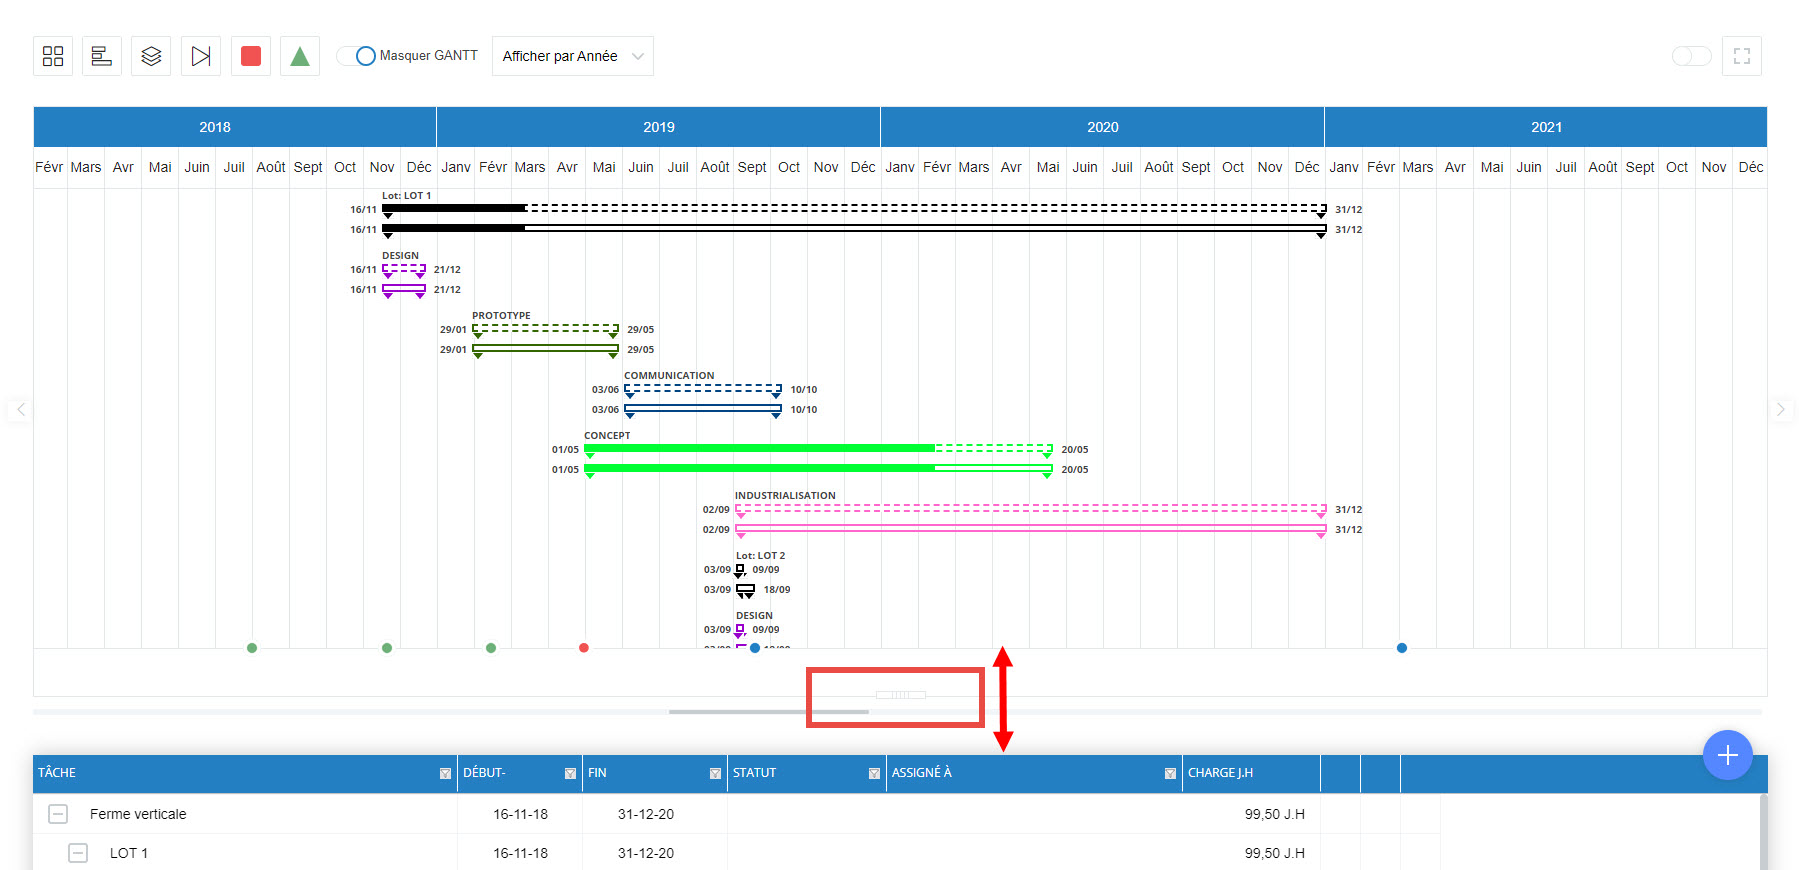 Masquer GANTT Afficher par Année
2018 2019 2020 2021
Févr Mars Avr Mai Juin Juil Août Sept Oct Nov Déc Janv Févr Mars Avr Mai Juin Juil Août Sept Oct Nov Déc Janv Févr Mars Avr Mai Juin Juil Août Sept Oct Nov Déc Janv Févr Mars Avr Mai Juin Juil Août Sept Oct Nov Déc
Lot: LOT 1
16/11 31/12
16/11 31/12
DESIGN
16/11 21/12
16/11 21/12
PROTOTYPE
29/01 29/05
29/01 29/05
COMMUNICATION
03/06 10/10
03/06 10/10
CONCEPT
01/05 20/05
01/05 20/05
INDUSTRIALISATION
02/09 31/12
02/09 31/12
Lot: LOT 2
03/09 09/09
03/09 18/09
DESIGN
03/09 09/09
TÂCHE DÉBUT- FIN STATUT ASSIGNÉ À CHARGE J.H
Ferme verticale 16-11-18 31-12-20 99,50 J.H
LOT 1 16-11-18 31-12-20 99,50 J.H